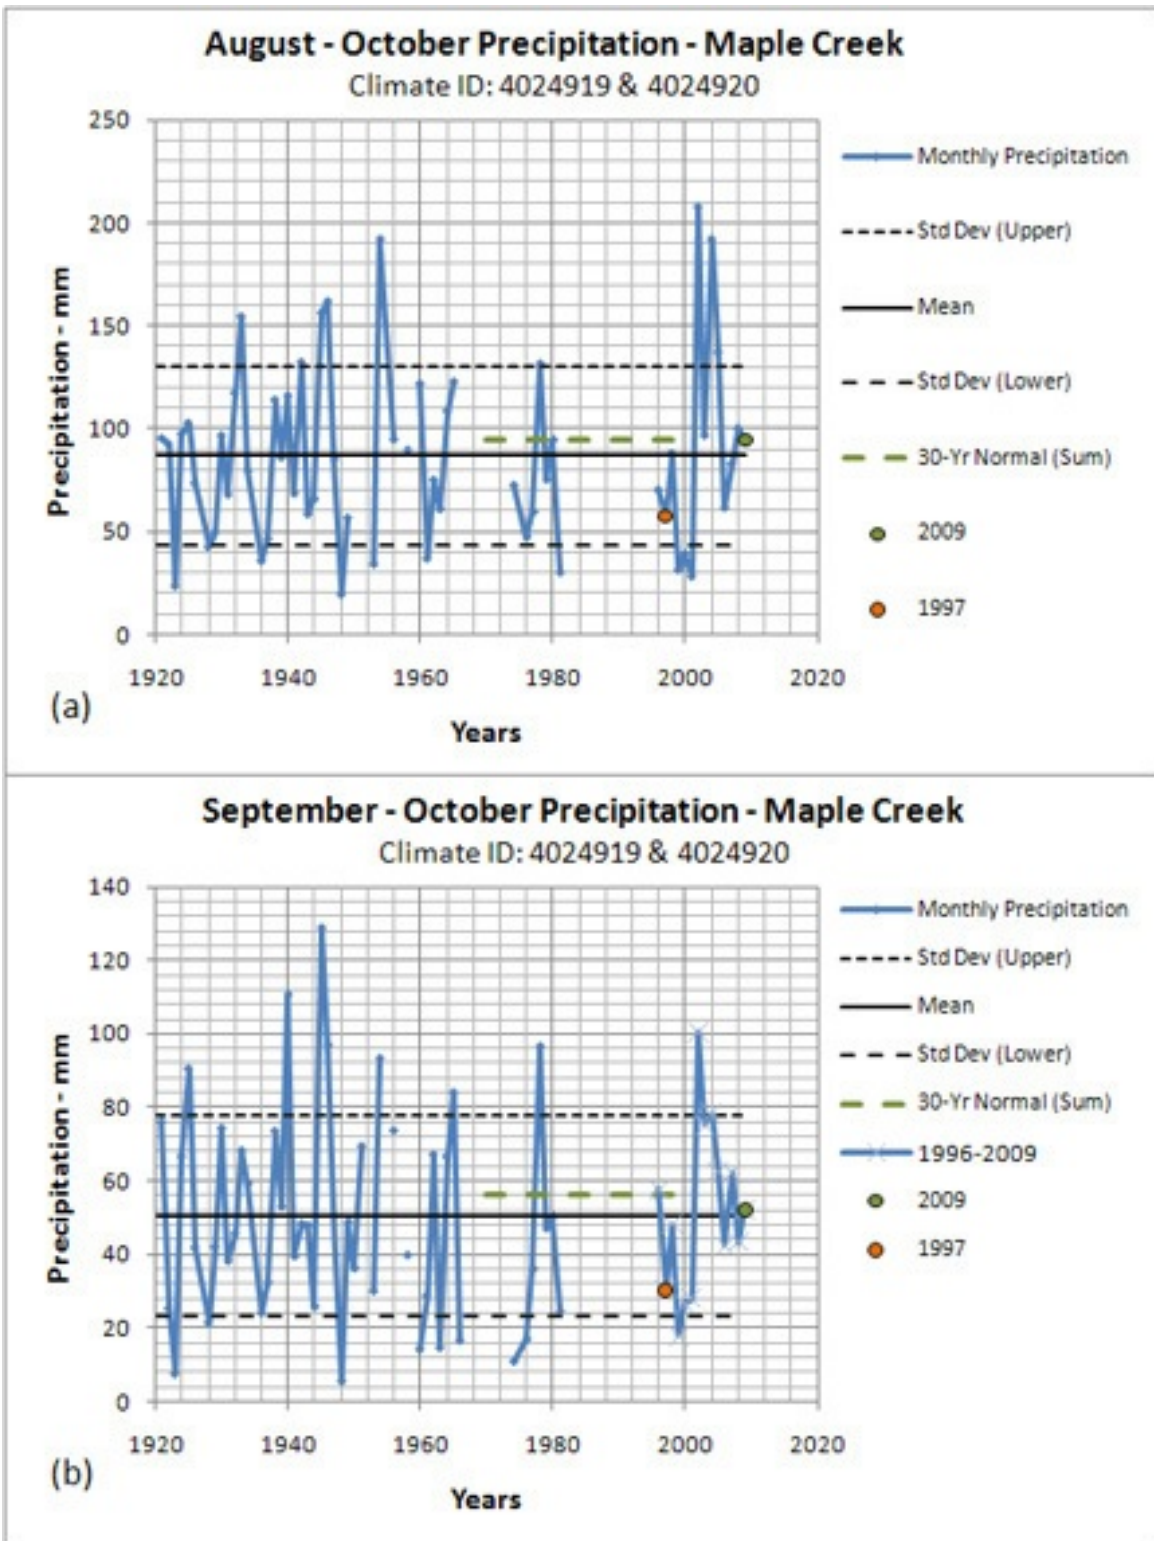 August - October Precipitation - Maple Creek
Climate ID: 4024919 & 4024920
250
200
150
100
50
0
Precipitation - mm
1920 1940 1960 1980 2000 2020
Years
Monthly Precipitation
Std Dev (Upper)
Mean
Std Dev (Lower)
30-Yr Normal (Sum)
2009
1997
(a)
September - October Precipitation - Maple Creek
Climate ID: 4024919 & 4024920
140
120
100
80
60
40
20
0
Precipitation - mm
1920 1940 1960 1980 2000 2020
Years
Monthly Precipitation
Std Dev (Upper)
Mean
Std Dev (Lower)
30-Yr Normal (Sum)
1996-2009
2009
1997
(b)